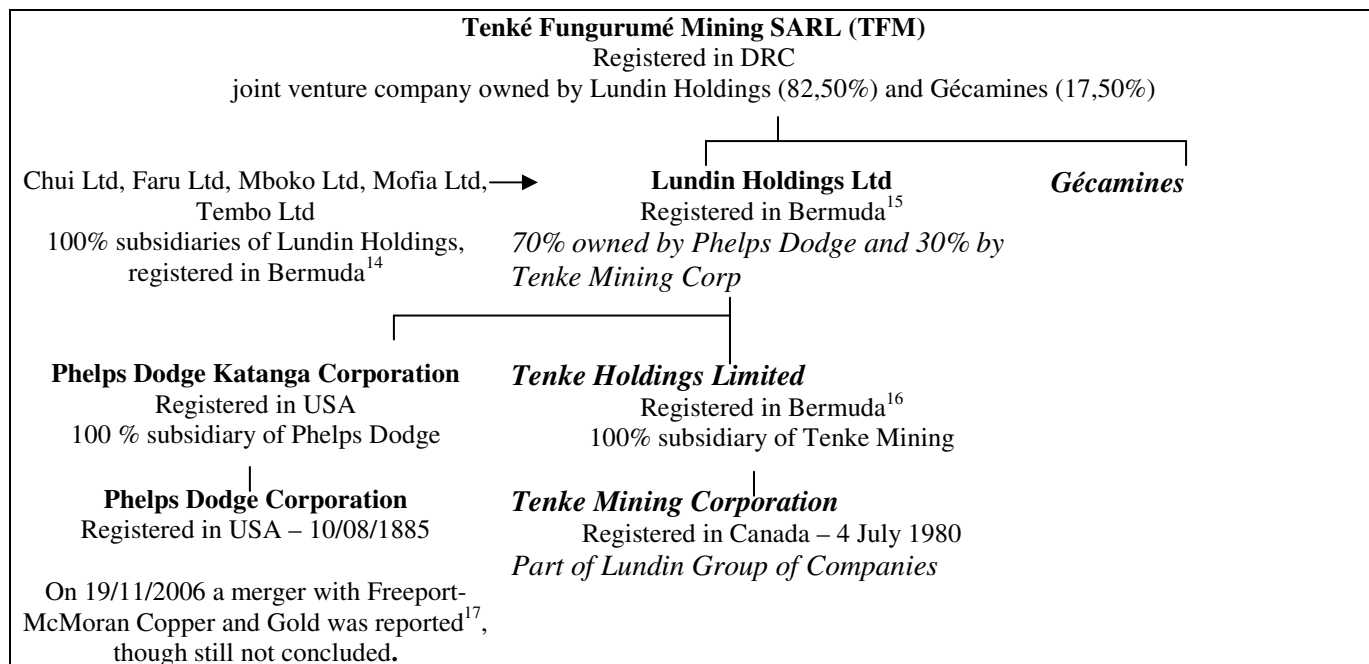 Tenké Fungurumé Mining SARL (TFM)
Registered in DRC
joint venture company owned by Lundin Holdings (82,50%) and Gécamines (17,50%)
Chui Ltd, Faru Ltd, Mboko Ltd, Mofia Ltd,
Tembo Ltd
100% subsidiaries of Lundin Holdings,
registered in Bermuda14
Lundin Holdings Ltd
Registered in Bermuda15
70% owned by Phelps Dodge and 30% by
Tenke Mining Corp
Gécamines
Phelps Dodge Katanga Corporation
Registered in USA
100 % subsidiary of Phelps Dodge
Tenke Holdings Limited
Registered in Bermuda16
100% subsidiary of Tenke Mining
Phelps Dodge Corporation
Registered in USA – 10/08/1885
On 19/11/2006 a merger with Freeport-
McMoran Copper and Gold was reported17,
though still not concluded.
Tenke Mining Corporation
Registered in Canada – 4 July 1980
Part of Lundin Group of Companies